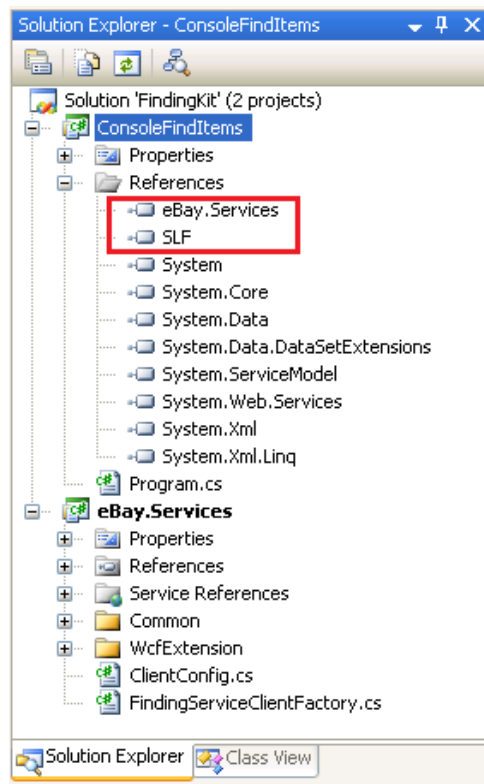 Solution Explorer - ConsoleFindItems
Solution 'FindingKit' (2 projects)
ConsoleFindItems
Properties
References
eBay.Services
SLF
System
System.Core
System.Data
System.Data.DataSetExtensions
System.ServiceModel
System.Web.Services
System.Xml
System.Xml.Linq
Program.cs
eBay.Services
Properties
References
Service References
Common
WcfExtension
ClientConfig.cs
FindingServiceClientFactory.cs
Solution Explorer Class View